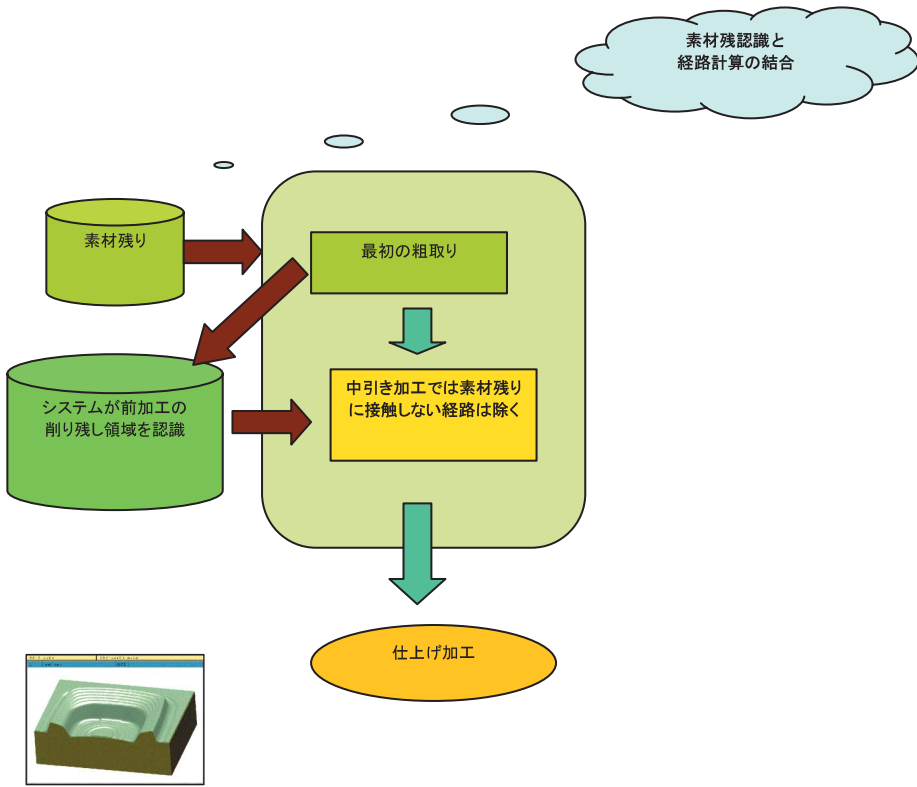 素材残認識と
経路計算の結合
素材残り
最初の粗取り
システムが前加工の
削り残し領域を認識
中引き加工では素材残り
に接触しない経路は除く
仕上げ加工